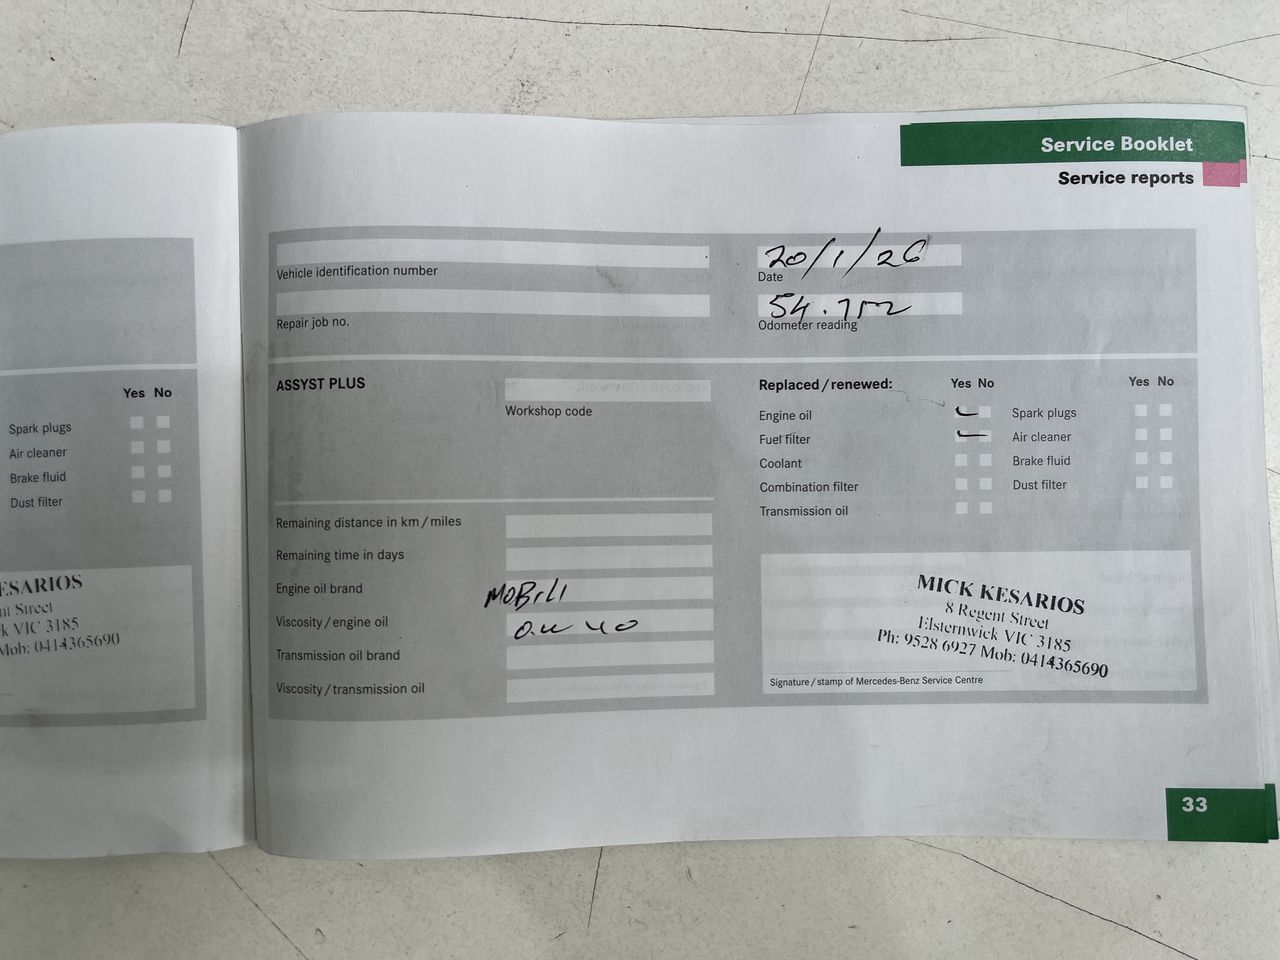 Service Booklet
Service reports
Vehicle identification number
20/1/26
Date
Repair job no.
54.752
Odometer reading
ASSYST PLUS
Workshop code
Replaced / renewed:
Yes No
Yes No
Engine oil
Spark plugs
Fuel filter
Air cleaner
Coolant
Brake fluid
Combination filter
Dust filter
Transmission oil
Remaining distance in km / miles
Remaining time in days
Engine oil brand
MOBIL 1
Viscosity / engine oil
0W 40
Transmission oil brand
Viscosity / transmission oil
MICK KESARIOS
8 Regent Street
Elsternwick VIC 3185
Ph: 9528 6927 Mob: 0414365690
Signature / stamp of Mercedes-Benz Service Centre
33
Yes No
Spark plugs
Air cleaner
Brake fluid
Dust filter
ESARIOS
nt Street
k VIC 3185
Mob: 0414365690